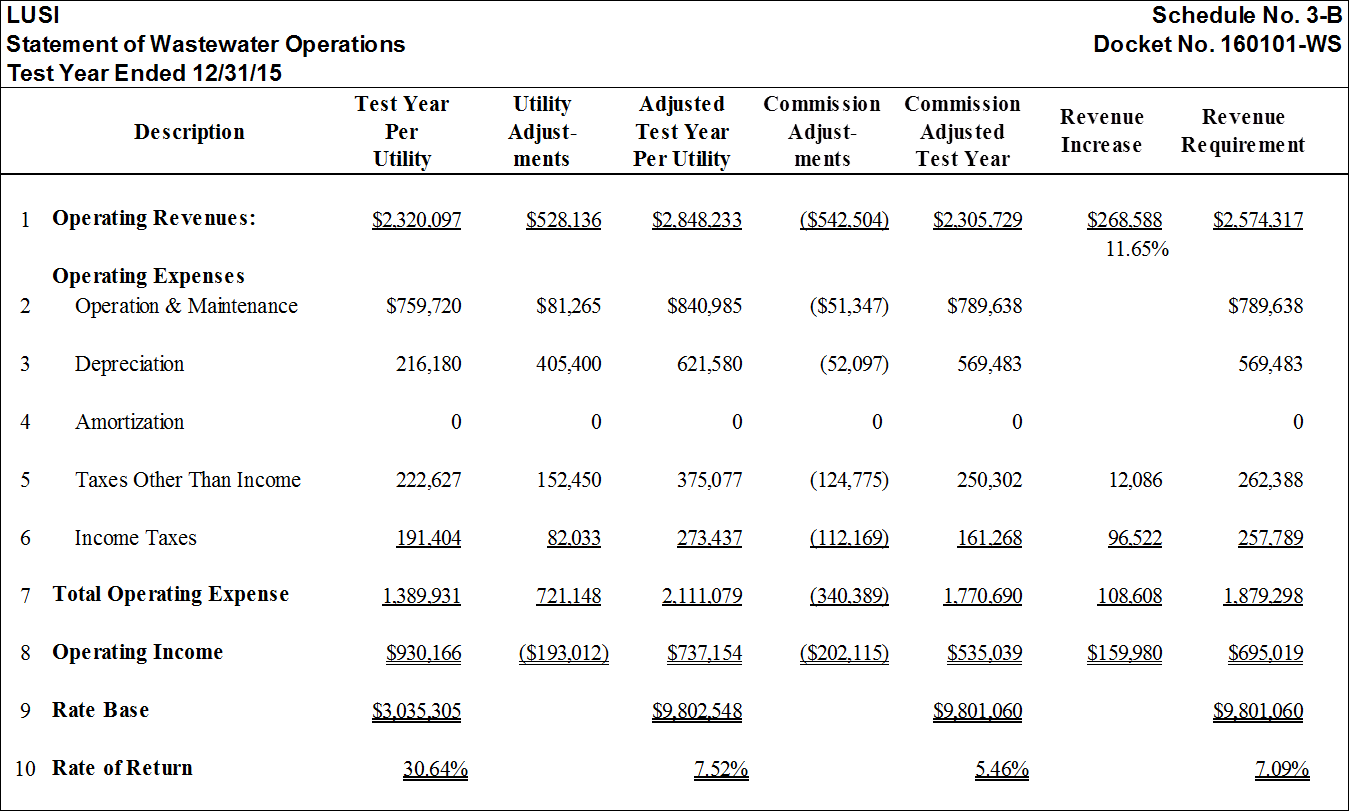 LUSI Schedule No. 3-B
Statement of Wastewater Operations Docket No. 160101-WS
Test Year Ended 12/31/15
Description Test Year Per Utility Utility Adjust-ments Adjusted Test Year Per Utility Commission Adjust-ments Commission Adjusted Test Year Revenue Increase Revenue Requirement
1 Operating Revenues: $2,320,097 $528,136 $2,848,233 ($542,504) $2,305,729 $268,588 $2,574,317
11.65%
Operating Expenses
2 Operation & Maintenance $759,720 $81,265 $840,985 ($51,347) $789,638 $789,638
3 Depreciation 216,180 405,400 621,580 (52,097) 569,483 569,483
4 Amortization 0 0 0 0 0 0
5 Taxes Other Than Income 222,627 152,450 375,077 (124,775) 250,302 12,086 262,388
6 Income Taxes 191,404 82,033 273,437 (112,169) 161,268 96,522 257,789
7 Total Operating Expense 1,389,931 721,148 2,111,079 (340,389) 1,770,690 108,608 1,879,298
8 Operating Income $930,166 ($193,012) $737,154 ($202,115) $535,039 $159,980 $695,019
9 Rate Base $3,035,305 $9,802,548 $9,801,060 $9,801,060
10 Rate of Return 30.64% 7.52% 5.46% 7.09%